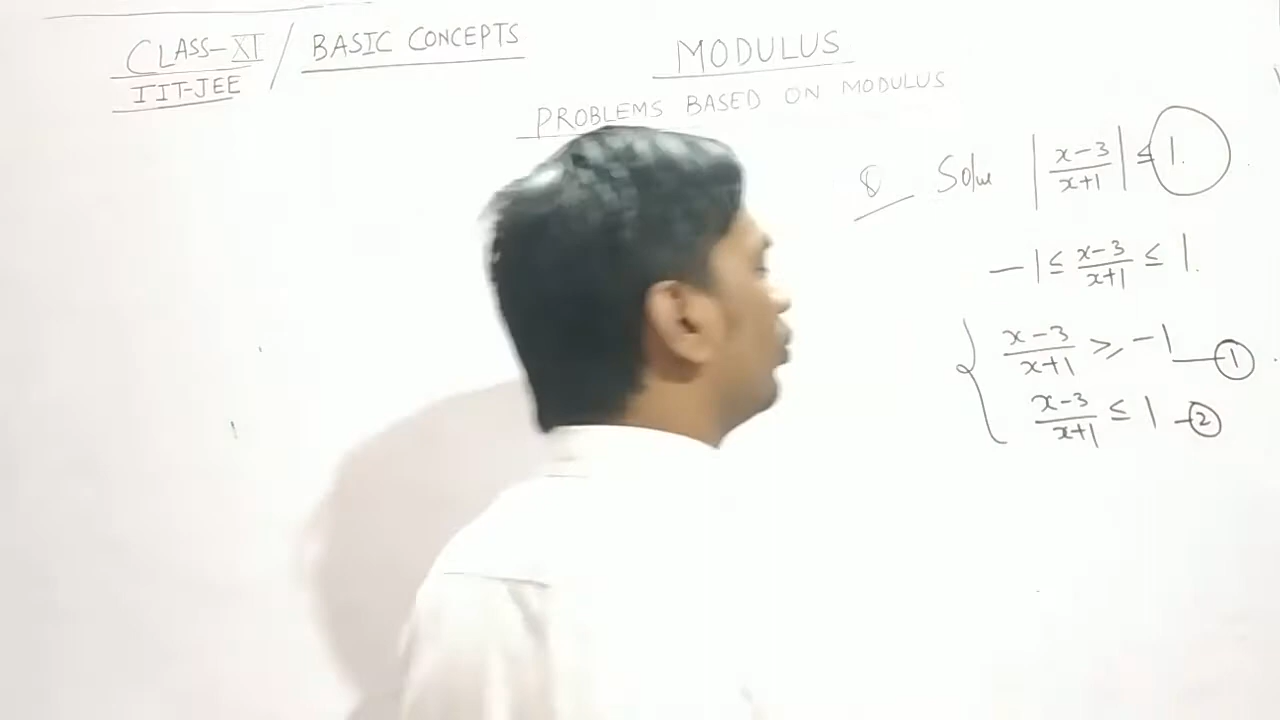 CLASS-XI / BASIC CONCEPTS
IIT-JEE
MODULUS
PROBLEMS BASED ON MODULUS
Q Solve |x-3/x+1| ≤ 1.
-1 ≤ x-3/x+1 ≤ 1.
x-3/x+1 ≥ -1 —①
x-3/x+1 ≤ 1 —②